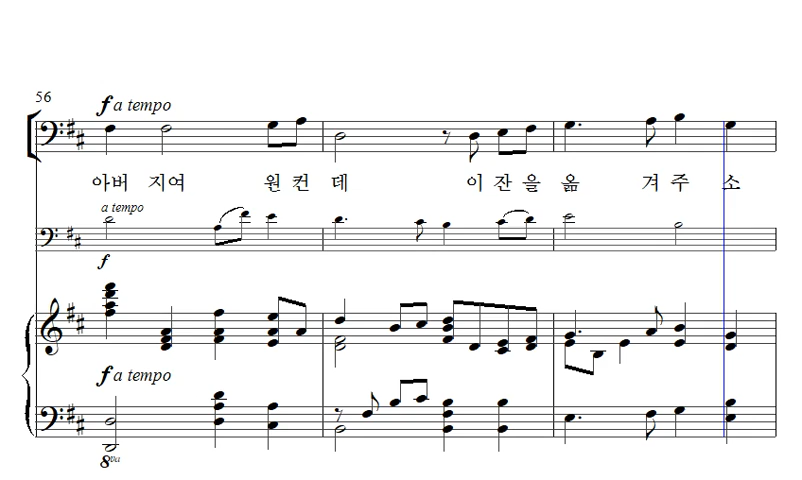 56
f a tempo
아버 지여 원컨 데 이 잔 을 옮 겨 주 소
a tempo
f
f a tempo
8va